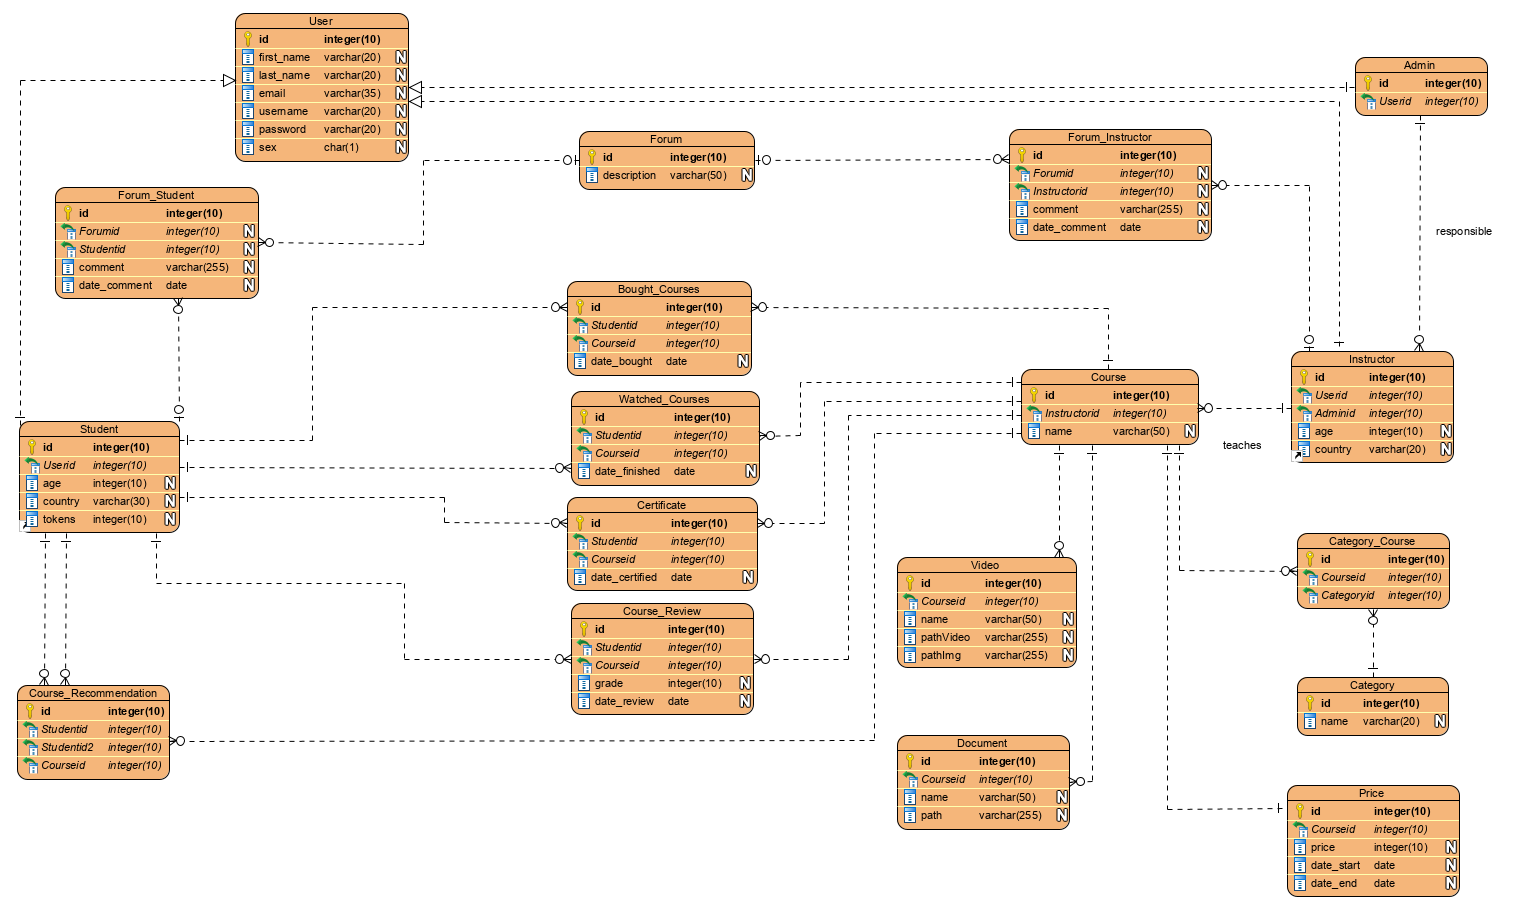 User
id integer(10)
first_name varchar(20) N
last_name varchar(20) N
email varchar(35) N
username varchar(20) N
password varchar(20) N
sex char(1) N
Admin
id integer(10)
Userid integer(10)
Forum
id integer(10)
description varchar(50) N
Forum_Instructor
id integer(10)
Forumid integer(10) N
Instructorid integer(10) N
comment varchar(255) N
date_comment date N
Forum_Student
id integer(10)
Forumid integer(10) N
Studentid integer(10) N
comment varchar(255) N
date_comment date N
responsible
Bought_Courses
id integer(10)
Studentid integer(10)
Courseid integer(10)
date_bought date N
Instructor
id integer(10)
Userid integer(10)
Adminid integer(10)
age integer(10) N
country varchar(20) N
Course
id integer(10)
Instructorid integer(10)
name varchar(50) N
teaches
Watched_Courses
id integer(10)
Studentid integer(10)
Courseid integer(10)
date_finished date N
Student
id integer(10)
Userid integer(10)
age integer(10) N
country varchar(30) N
tokens integer(10) N
Certificate
id integer(10)
Studentid integer(10)
Courseid integer(10)
date_certified date N
Category_Course
id integer(10)
Courseid integer(10)
Categoryid integer(10)
Video
id integer(10)
Courseid integer(10)
name varchar(50) N
pathVideo varchar(255) N
pathImg varchar(255) N
Course_Review
id integer(10)
Studentid integer(10)
Courseid integer(10)
grade integer(10) N
date_review date N
Category
id integer(10)
name varchar(20) N
Course_Recommendation
id integer(10)
Studentid integer(10)
Studentid2 integer(10)
Courseid integer(10)
Document
id integer(10)
Courseid integer(10)
name varchar(50) N
path varchar(255) N
Price
id integer(10)
Courseid integer(10)
price integer(10) N
date_start date N
date_end date N